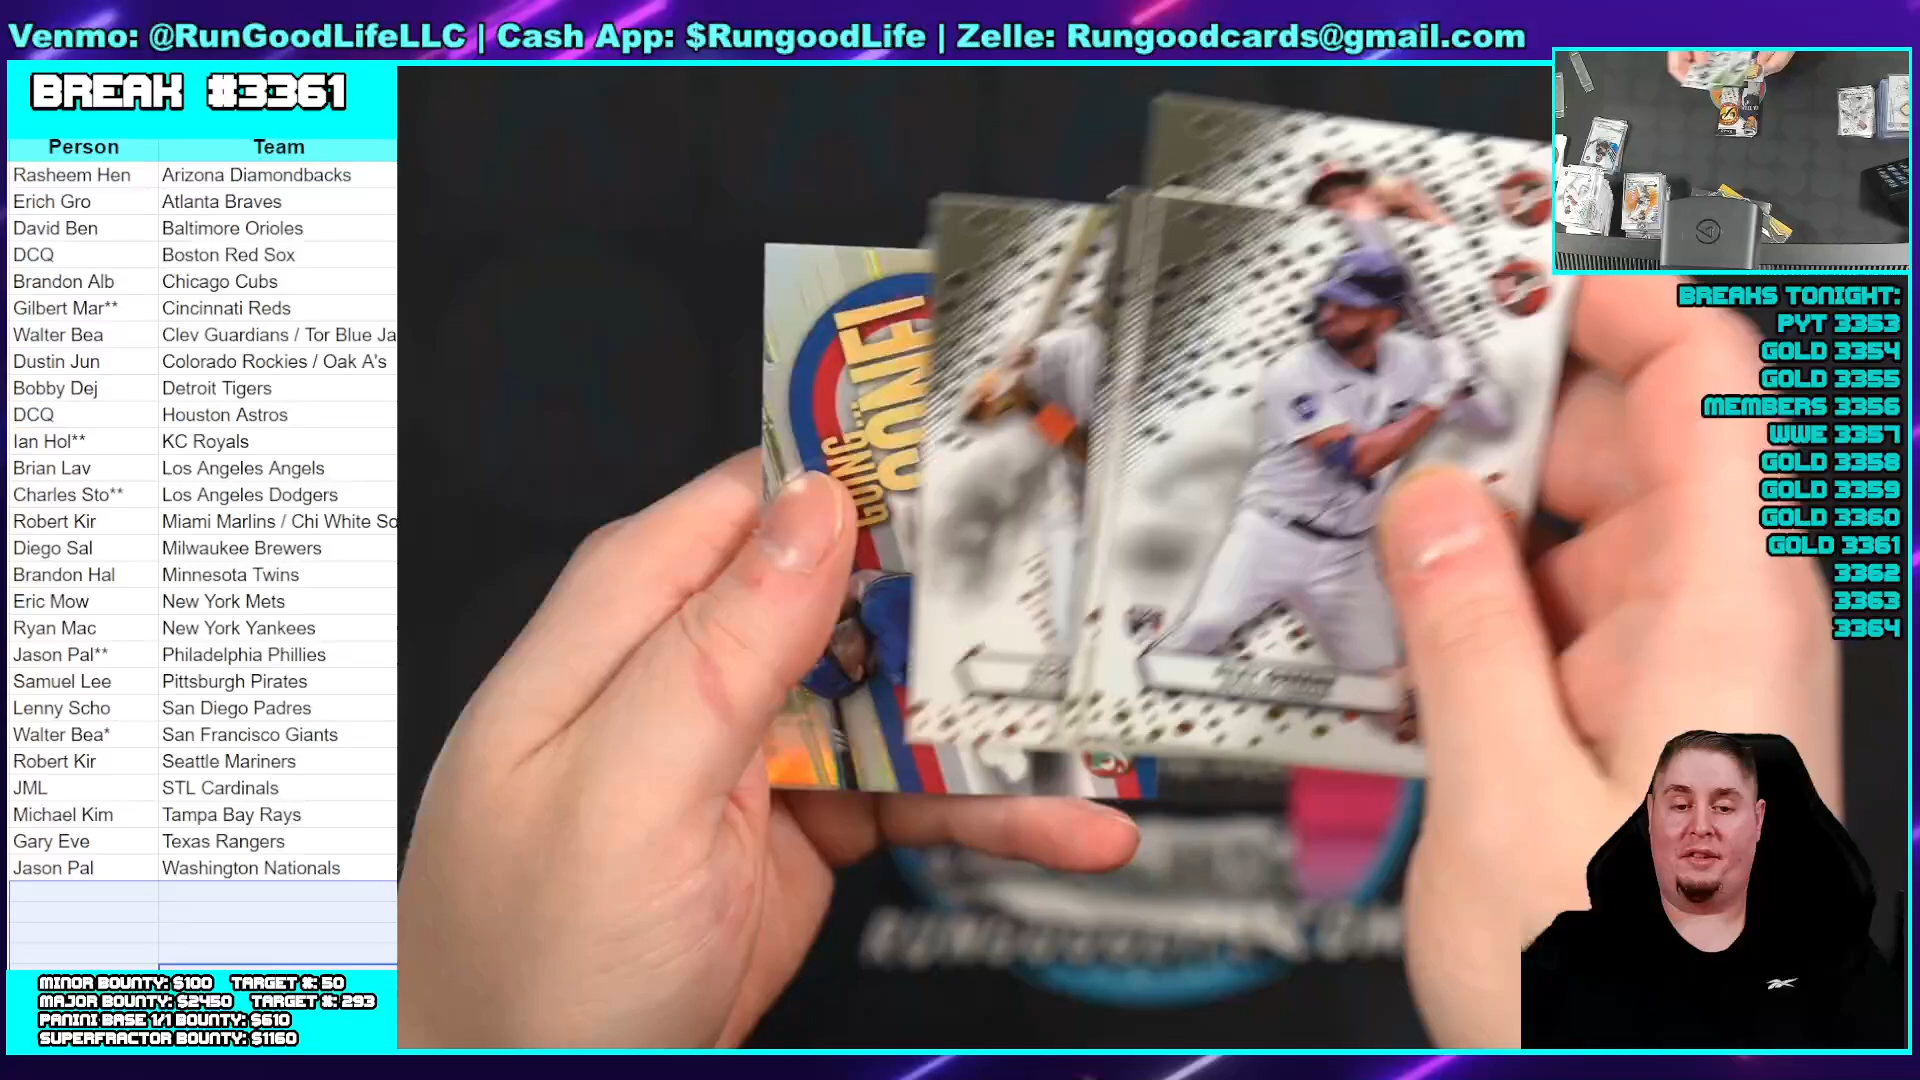 Venmo: @RunGoodLifeLLC | Cash App: $RungoodLife | Zelle: Rungoodcards@gmail.com
BREAK #3361
Person Team
Rasheem Hen Arizona Diamondbacks
Erich Gro Atlanta Braves
David Ben Baltimore Orioles
DCQ Boston Red Sox
Brandon Alb Chicago Cubs
Gilbert Mar** Cincinnati Reds
Walter Bea Clev Guardians / Tor Blue Ja
Dustin Jun Colorado Rockies / Oak A's
Bobby Dej Detroit Tigers
DCQ Houston Astros
Ian Hol** KC Royals
Brian Lav Los Angeles Angels
Charles Sto** Los Angeles Dodgers
Robert Kir Miami Marlins / Chi White So
Diego Sal Milwaukee Brewers
Brandon Hal Minnesota Twins
Eric Mow New York Mets
Ryan Mac New York Yankees
Jason Pal** Philadelphia Phillies
Samuel Lee Pittsburgh Pirates
Lenny Scho San Diego Padres
Walter Bea* San Francisco Giants
Robert Kir Seattle Mariners
JML STL Cardinals
Michael Kim Tampa Bay Rays
Gary Eve Texas Rangers
Jason Pal Washington Nationals
MINOR BOUNTY: $100 TARGET #: 50
MAJOR BOUNTY: $2450 TARGET #: 293
PANINI BASE 1/1 BOUNTY: $610
SUPERFRACTOR BOUNTY: $1160
GOING...
GONE!
BREAKS TONIGHT:
PYT 3353
GOLD 3354
GOLD 3355
MEMBERS 3356
WWE 3357
GOLD 3358
GOLD 3359
GOLD 3360
GOLD 3361
3362
3363
3364